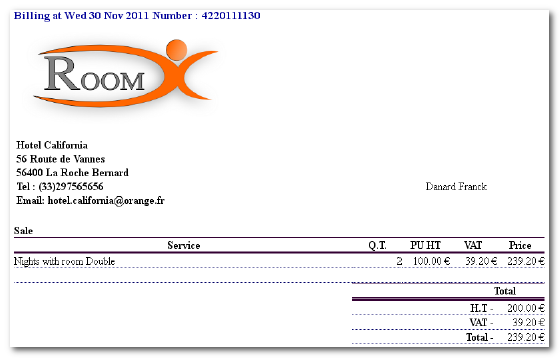 Billing at Wed 30 Nov 2011 Number : 4220111130
ROOM X
Hotel California
56 Route de Vannes
56400 La Roche Bernard
Tel : (33)297565656
Danard Franck
Email: hotel.california@orange.fr
Sale
Service Q.T. PU HT VAT Price
Nights with room Double 2 100.00 € 39.20 € 239.20 €
Total
H.T - 200.00 €
VAT - 39.20 €
Total - 239.20 €